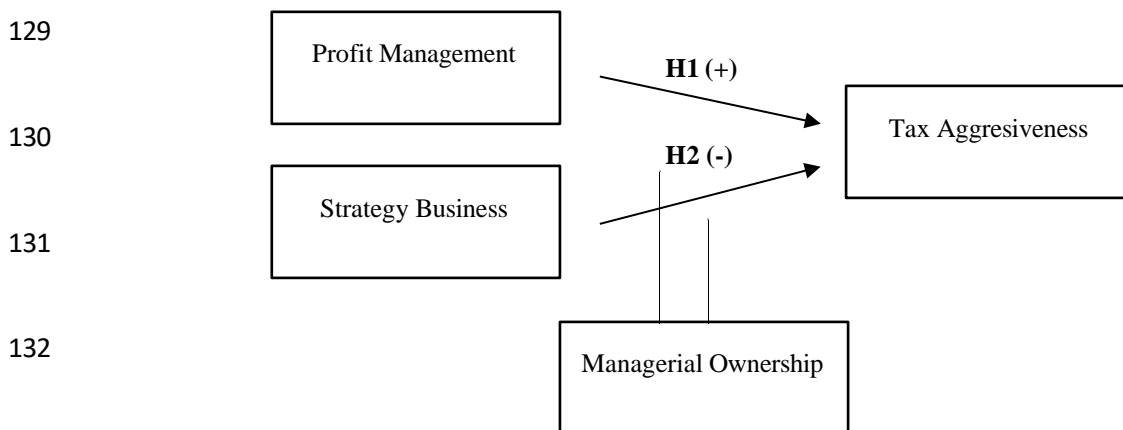 129
Profit Management
H1 (+)
Tax Aggresiveness
130
H2 (-)
Strategy Business
131
132
Managerial Ownership